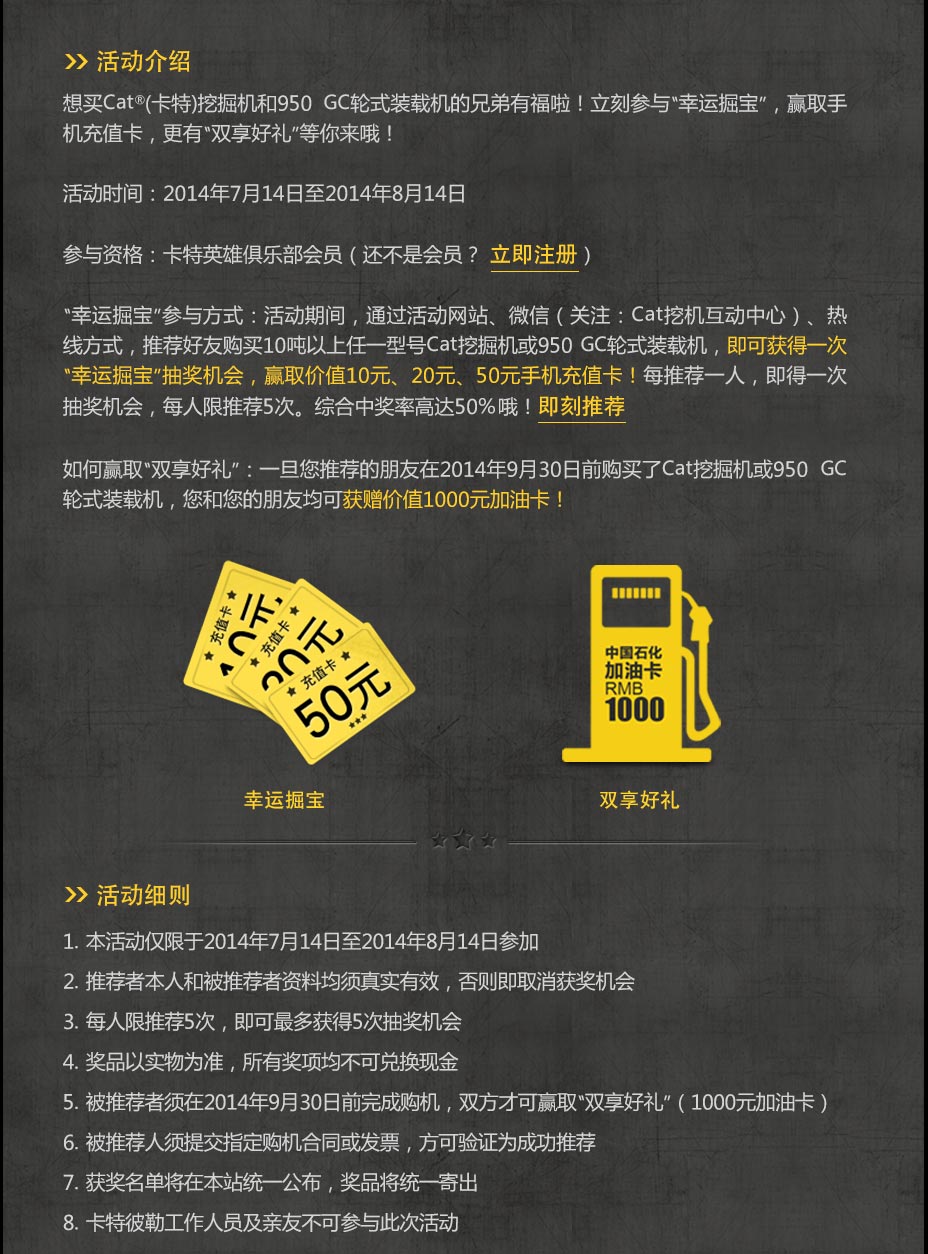 >> 活动介绍
想买Cat®(卡特)挖掘机和950 GC轮式装载机的兄弟有福啦！立刻参与“幸运掘宝”，赢取手
机充值卡，更有“双享好礼”等你来哦！
活动时间：2014年7月14日至2014年8月14日
参与资格：卡特英雄俱乐部会员（还不是会员？ 立即注册 ）
“幸运掘宝”参与方式：活动期间，通过活动网站、微信（关注：Cat挖机互动中心）、热
线方式，推荐好友购买10吨以上任一型号Cat挖掘机或950 GC轮式装载机，即可获得一次
“幸运掘宝”抽奖机会，赢取价值10元、20元、50元手机充值卡！每推荐一人，即得一次
抽奖机会，每人限推荐5次。综合中奖率高达50%哦！即刻推荐
如何赢取“双享好礼”：一旦您推荐的朋友在2014年9月30日前购买了Cat挖掘机或950 GC
轮式装载机，您和您的朋友均可获赠价值1000元加油卡！
充值卡
10元
充值卡
20元
充值卡
50元
中国石化
加油卡
RMB
1000
幸运掘宝
双享好礼
>> 活动细则
1. 本活动仅限于2014年7月14日至2014年8月14日参加
2. 推荐者本人和被推荐者资料均须真实有效，否则即取消获奖机会
3. 每人限推荐5次，即可最多获得5次抽奖机会
4. 奖品以实物为准，所有奖项均不可兑换现金
5. 被推荐者须在2014年9月30日前完成购机，双方才可赢取“双享好礼”（1000元加油卡）
6. 被推荐人须提交指定购机合同或发票，方可验证为成功推荐
7. 获奖名单将在本站统一公布，奖品将统一寄出
8. 卡特彼勒工作人员及亲友不可参与此次活动